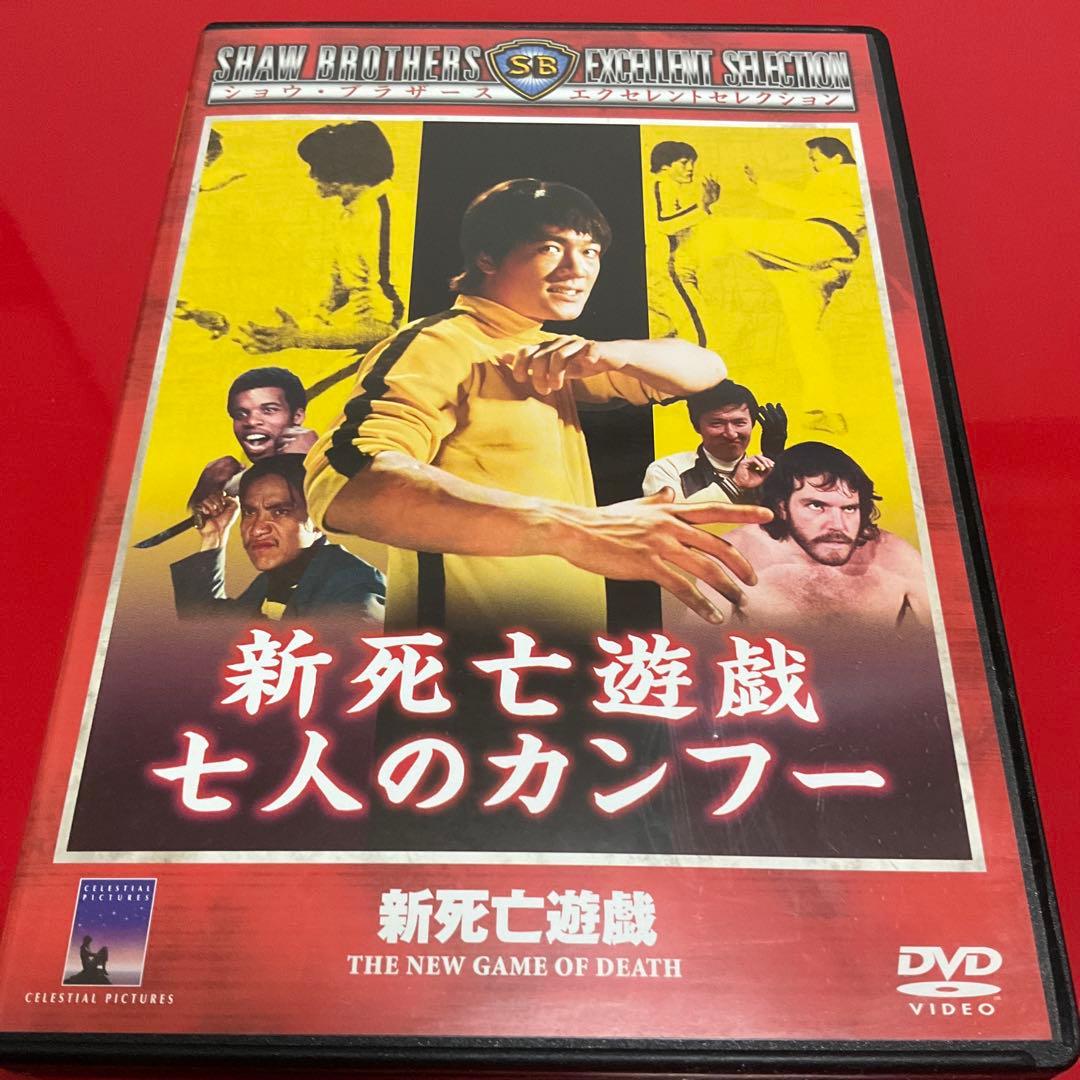 SHAW BROTHERS SB EXCELLENT SELECTION
ショウ・ブラザース エクセレントセレクション
新死亡遊戯
七人のカンフー
CELESTIAL
PICTURES
CELESTIAL PICTURES
新死亡遊戯
THE NEW GAME OF DEATH
DVD
VIDEO